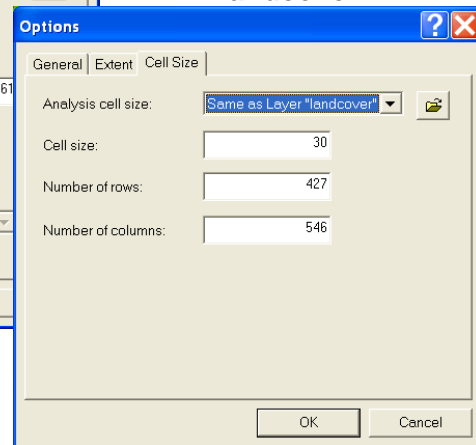 Options
General Extent Cell Size
61
Analysis cell size: Same as Layer "landcover"
Cell size: 30
Number of rows: 427
Number of columns: 546
OK Cancel